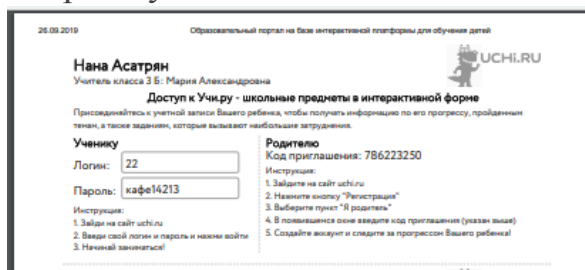 26.09.2019 Образовательный портал на базе интерактивной платформы для обучения детей
UCHi.RU
Нана Асатрян
Учитель класса 3 Б: Мария Александровна
Доступ к Учи.ру - школьные предметы в интерактивной форме
Присоединяйтесь к учетной записи Вашего ребенка, чтобы получать информацию по его прогрессу, пройденным
темам, а также заданиям, которые вызывают наибольшие затруднения.
Ученику
Логин: 22
Пароль: кафе14213
Инструкция:
1. Зайди на сайт uchi.ru
2. Введи свой логин и пароль и нажми войти
3. Начинай заниматься!
Родителю
Код приглашения: 786223250
Инструкция:
1. Зайдите на сайт uchi.ru
2. Нажмите кнопку "Регистрация"
3. Выберите пункт "Я родитель"
4. В появившемся окне введите код приглашения (указан выше)
5. Создайте аккаунт и следите за прогрессом Вашего ребенка!